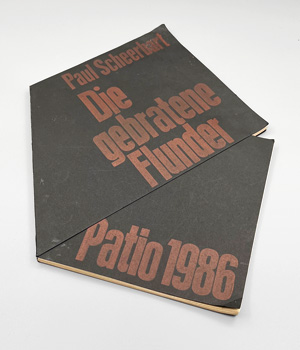 Paul Scheerbart
Die
gebratene
Flunder
Patio 1986